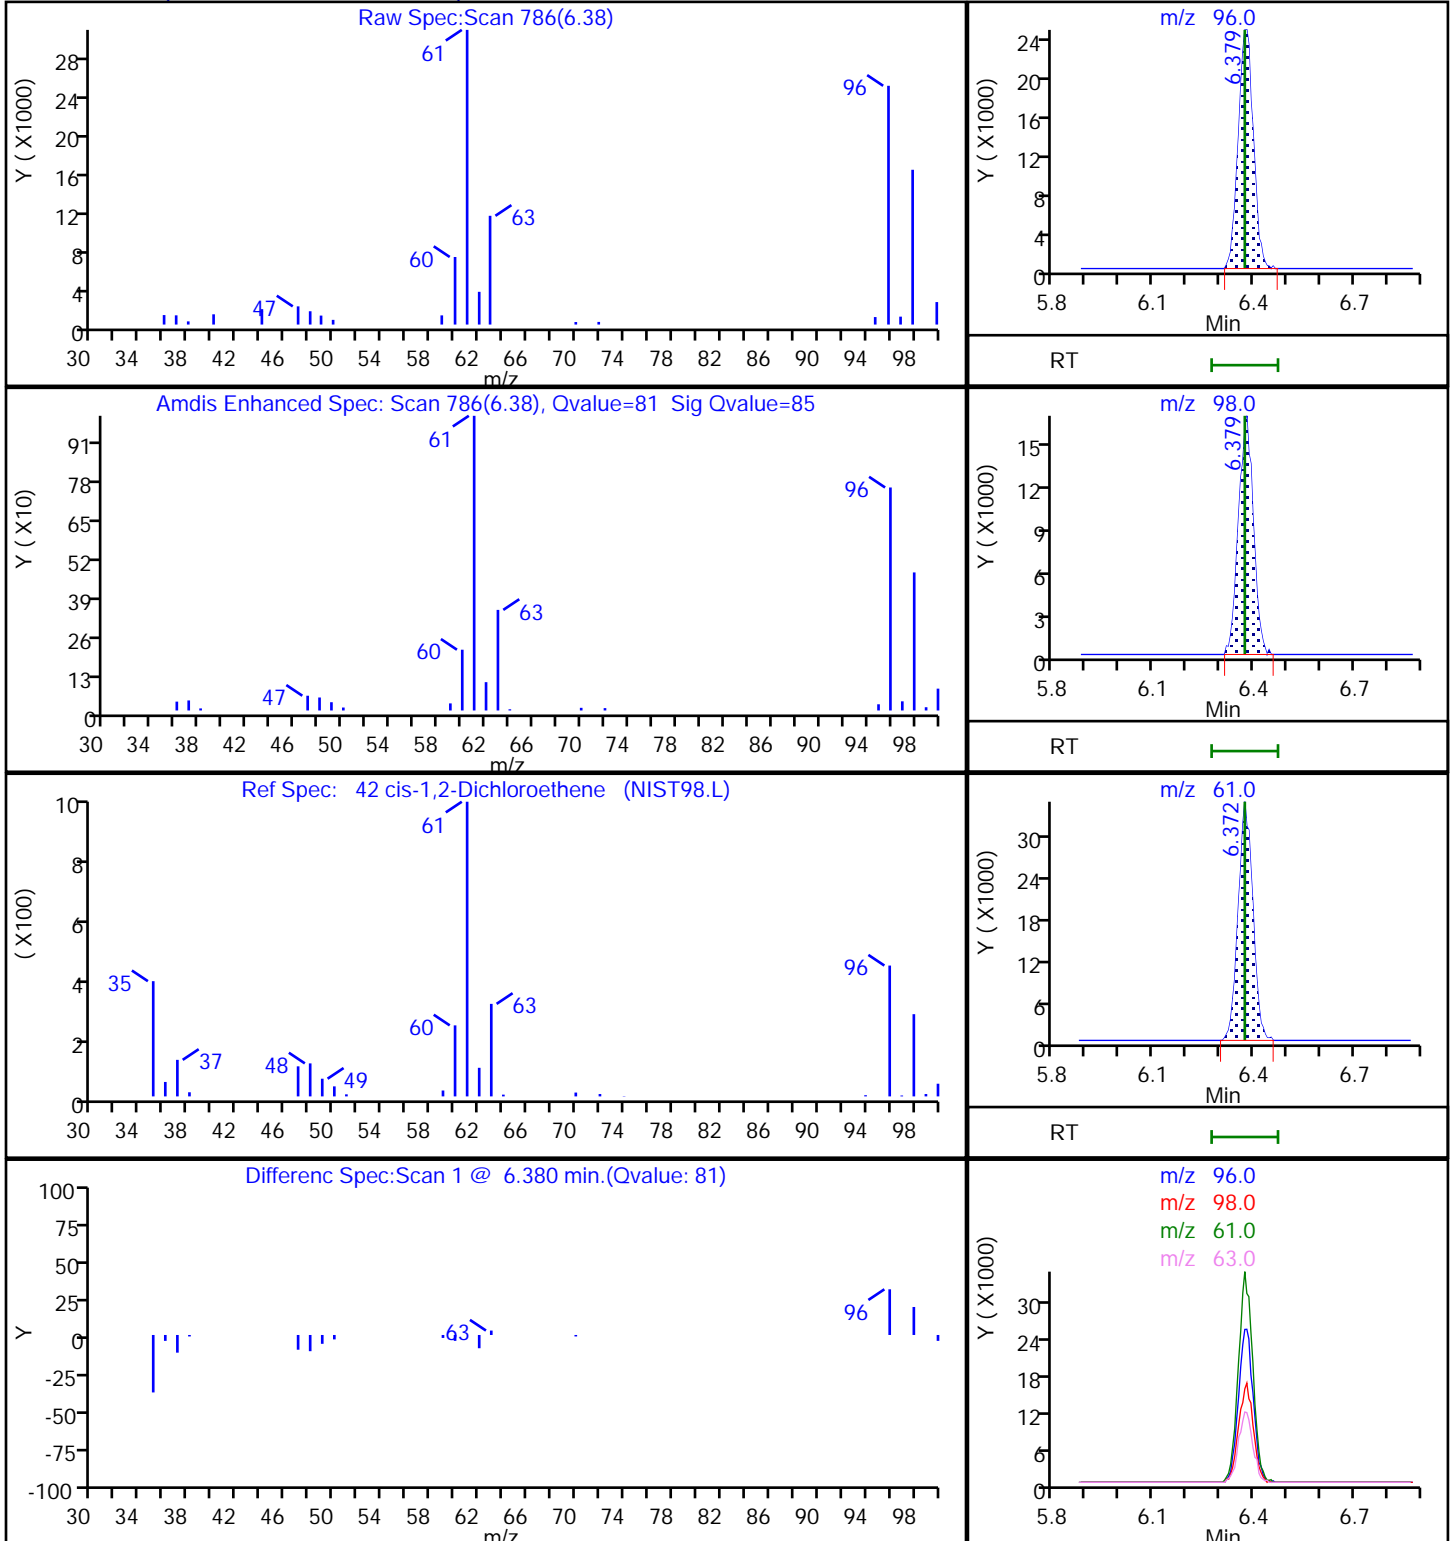 Raw Spec:Scan 786(6.38)
Y ( X1000)
28
24
20
16
12
8
4
0
61
96
63
60
47
30 34 38 42 46 50 54 58 62 66 70 74 78 82 86 90 94 98
m/z
m/z 96.0
Y ( X1000)
24
20
16
12
8
4
0
6.379
5.8 6.1 6.4 6.7
Min
RT
Amdis Enhanced Spec: Scan 786(6.38), Qvalue=81 Sig Qvalue=85
Y ( X10)
91
78
65
52
39
26
13
0
61
96
63
60
47
30 34 38 42 46 50 54 58 62 66 70 74 78 82 86 90 94 98
m/z
m/z 98.0
Y ( X1000)
15
12
9
6
3
0
6.379
5.8 6.1 6.4 6.7
Min
RT
Ref Spec: 42 cis-1,2-Dichloroethene (NIST98.L)
( X100)
10
8
6
4
2
0
61
96
35
63
60
37
48
49
30 34 38 42 46 50 54 58 62 66 70 74 78 82 86 90 94 98
m/z 61.0
Y ( X1000)
30
24
18
12
6
0
6.372
5.8 6.1 6.4 6.7
Min
RT
Differenc Spec:Scan 1 @ 6.380 min.(Qvalue: 81)
Y
100
75
50
25
0
-25
-50
-75
-100
96
63
30 34 38 42 46 50 54 58 62 66 70 74 78 82 86 90 94 98
m/z
m/z 96.0
m/z 98.0
m/z 61.0
m/z 63.0
Y ( X1000)
30
24
18
12
6
0
5.8 6.1 6.4 6.7
Min